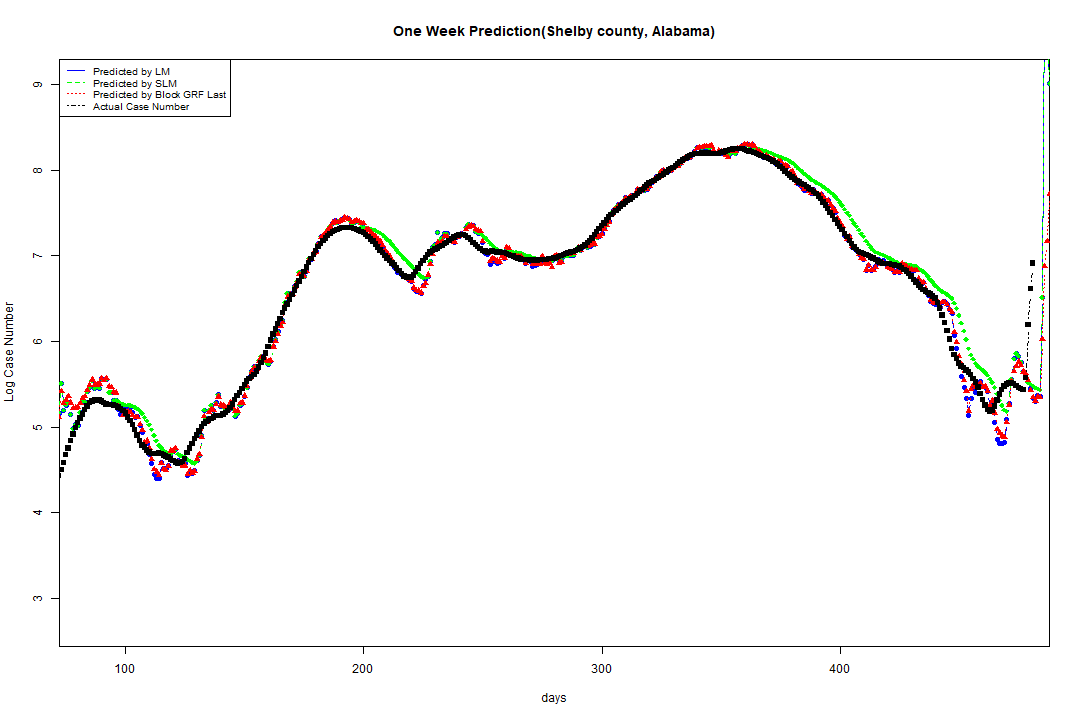 One Week Prediction(Shelby county, Alabama)
Predicted by LM
Predicted by SLM
Predicted by Block GRF Last
Actual Case Number
Log Case Number
9
8
7
6
5
4
3
100 200 300 400
days